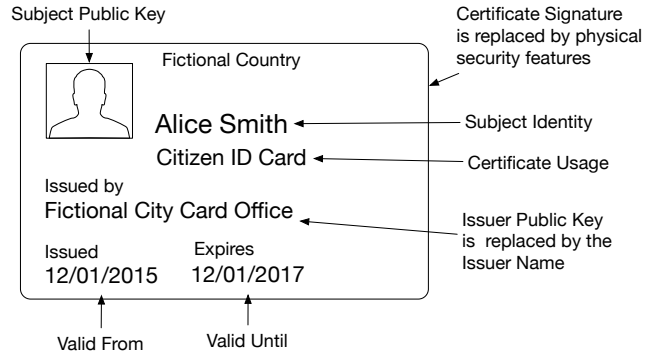 Subject Public Key
Certificate Signature
is replaced by physical
security features
Fictional Country
Alice Smith
Subject Identity
Citizen ID Card
Certificate Usage
Issued by
Fictional City Card Office
Issuer Public Key
is replaced by the
Issuer Name
Issued
Expires
12/01/2015
12/01/2017
Valid From
Valid Until